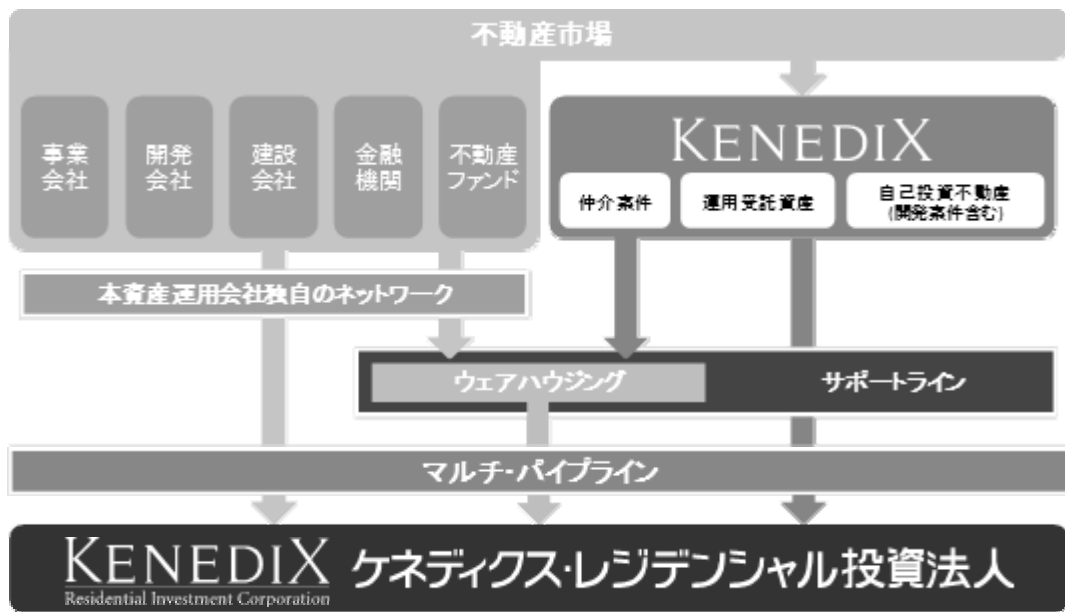 不動産市場
事業
会社
開発
会社
建設
会社
金融
機関
不動産
ファンド
KENEDIX
仲介案件
運用受託資産
自己投資不動産
(開発案件含む)
本資産運用会社独自のネットワーク
ウェアハウジング
サポートライン
マルチ・パイプライン
KENEDIX
Residential Investment Corporation
ケネディクス・レジデンシャル投資法人